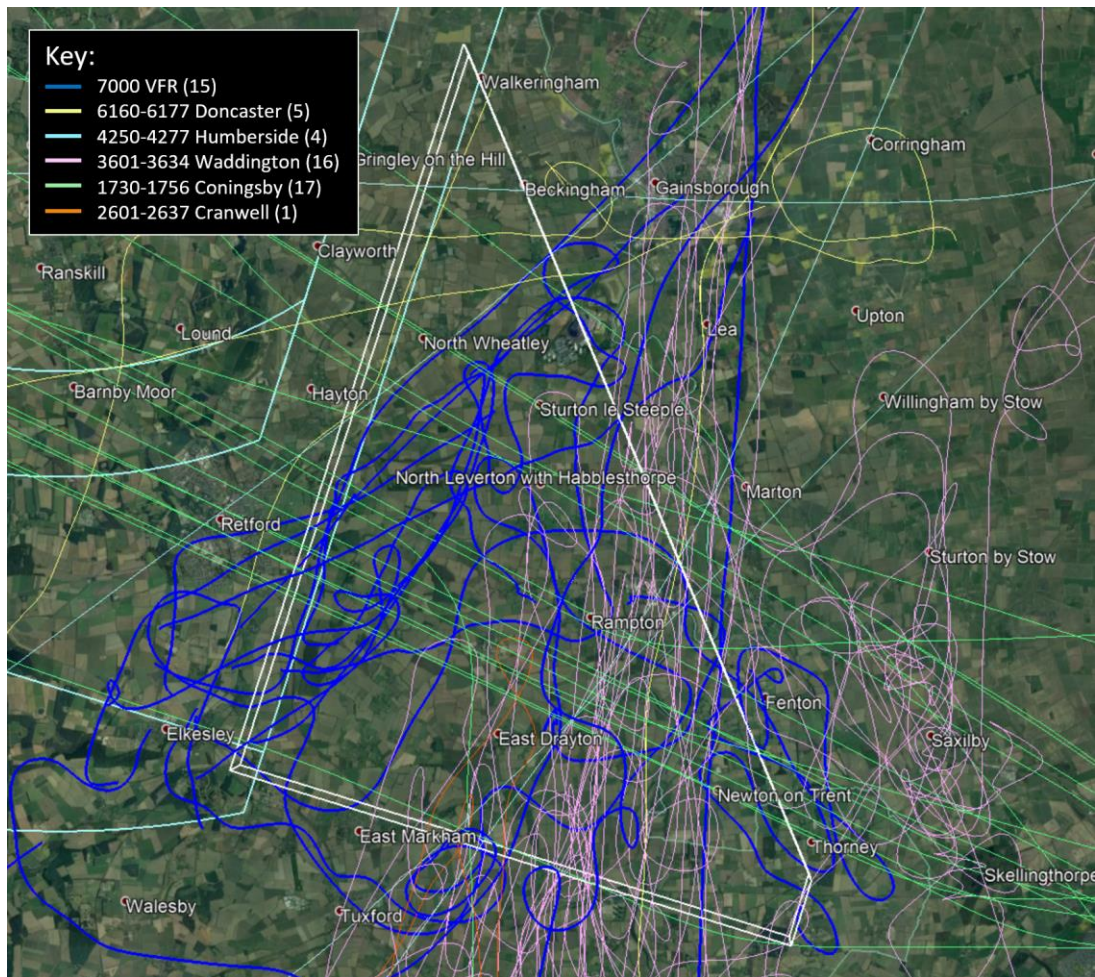 Key:
7000 VFR (15)
6160-6177 Doncaster (5)
4250-4277 Humberside (4)
3601-3634 Waddington (16)
1730-1756 Coningsby (17)
2601-2637 Cranwell (1)
Walkeringham
Corringham
Gringley on the Hill
Beckingham
Gainsborough
Clayworth
Ranskill
Upton
Lound
Lea
North Wheatley
Barnby Moor
Hayton
Willingham by Stow
Sturton le Steeple
North Leverton with Habblesthorpe
Marton
Retford
Sturton by Stow
Rampton
Fenton
Elkesley
East Drayton
Saxilby
Newton on Trent
East Markham
Thorney
Skellingthorpe
Walesby
Tuxford